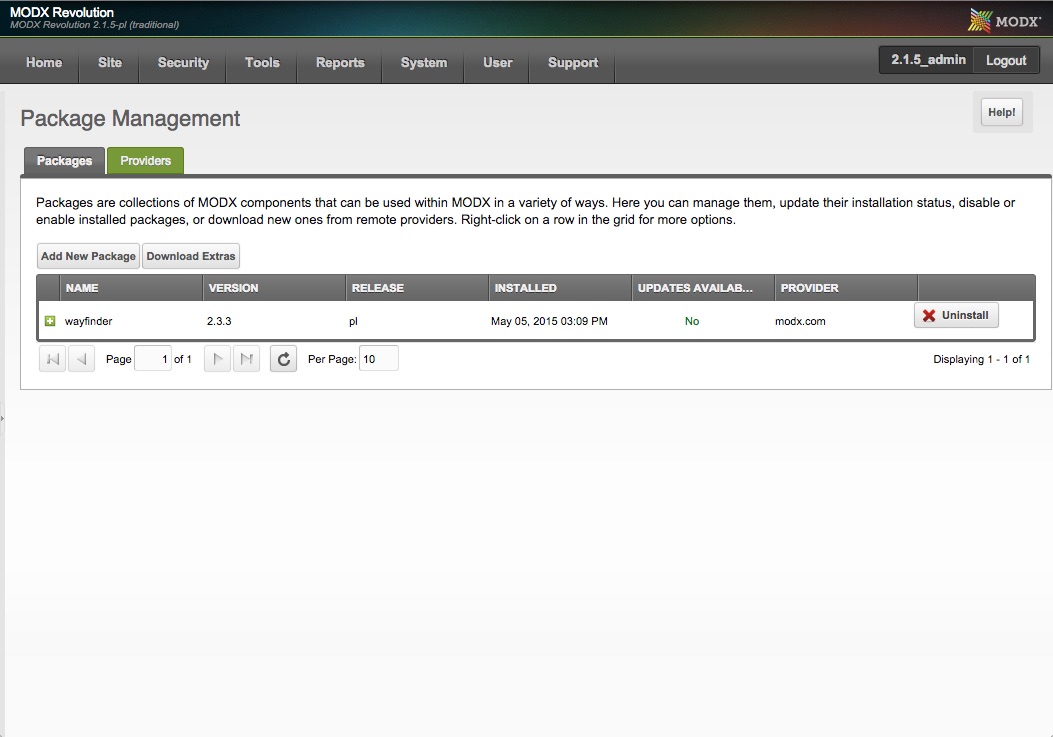 MODX Revolution
MODX Revolution 2.1.5-pl (traditional)
MODX
Home Site Security Tools Reports System User Support 2.1.5_admin Logout
Package Management
Help!
Packages Providers
Packages are collections of MODX components that can be used within MODX in a variety of ways. Here you can manage them, update their installation status, disable or
enable installed packages, or download new ones from remote providers. Right-click on a row in the grid for more options.
Add New Package Download Extras
NAME VERSION RELEASE INSTALLED UPDATES AVAILAB... PROVIDER
wayfinder 2.3.3 pl May 05, 2015 03:09 PM No modx.com Uninstall
Page 1 of 1 Per Page: 10 Displaying 1 - 1 of 1